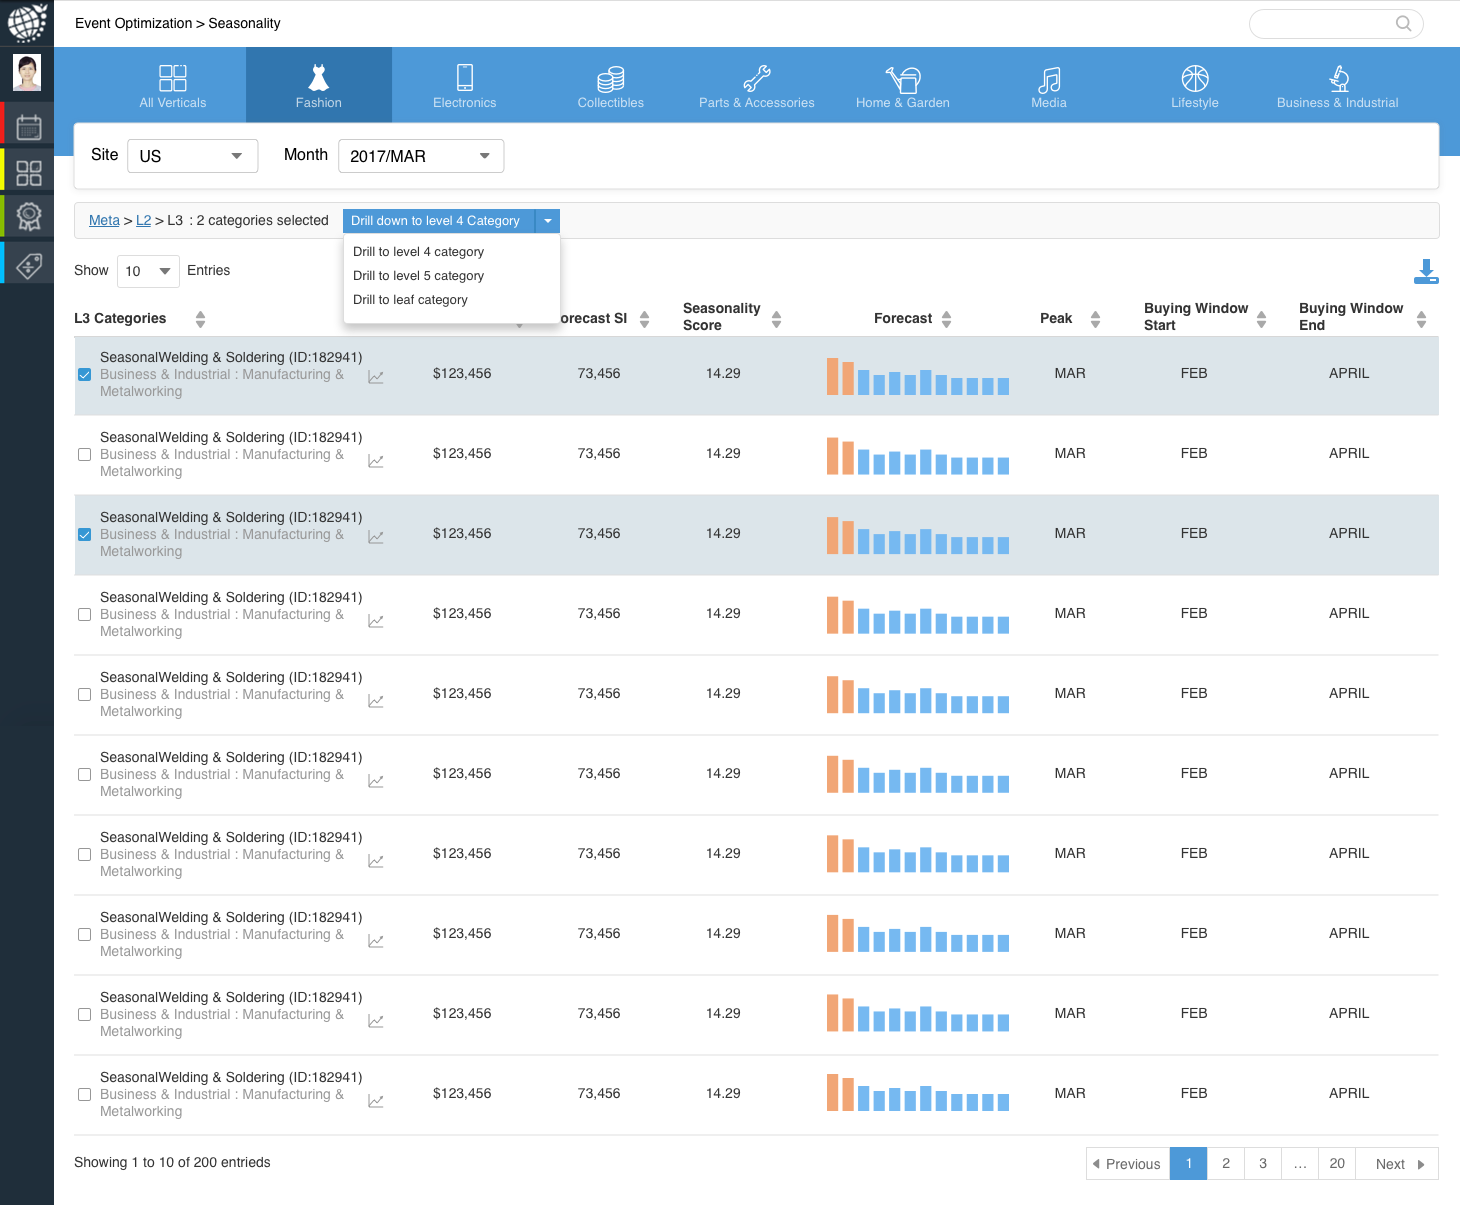 Event Optimization > Seasonality
All Verticals
Fashion
Electronics
Collectibles
Parts & Accessories
Home & Garden
Media
Lifestyle
Business & Industrial
Site US Month 2017/MAR
Meta > L2 > L3 : 2 categories selected Drill down to level 4 Category
Drill to level 4 category
Drill to level 5 category
Drill to leaf category
Show 10 Entries
L3 Categories
orecast SI
Seasonality
Score
Forecast
Peak
Buying Window
Start
Buying Window
End
SeasonalWelding & Soldering (ID:182941)
Business & Industrial : Manufacturing &
Metalworking
$123,456 73,456 14.29 MAR FEB APRIL
SeasonalWelding & Soldering (ID:182941)
Business & Industrial : Manufacturing &
Metalworking
$123,456 73,456 14.29 MAR FEB APRIL
SeasonalWelding & Soldering (ID:182941)
Business & Industrial : Manufacturing &
Metalworking
$123,456 73,456 14.29 MAR FEB APRIL
SeasonalWelding & Soldering (ID:182941)
Business & Industrial : Manufacturing &
Metalworking
$123,456 73,456 14.29 MAR FEB APRIL
SeasonalWelding & Soldering (ID:182941)
Business & Industrial : Manufacturing &
Metalworking
$123,456 73,456 14.29 MAR FEB APRIL
SeasonalWelding & Soldering (ID:182941)
Business & Industrial : Manufacturing &
Metalworking
$123,456 73,456 14.29 MAR FEB APRIL
SeasonalWelding & Soldering (ID:182941)
Business & Industrial : Manufacturing &
Metalworking
$123,456 73,456 14.29 MAR FEB APRIL
SeasonalWelding & Soldering (ID:182941)
Business & Industrial : Manufacturing &
Metalworking
$123,456 73,456 14.29 MAR FEB APRIL
SeasonalWelding & Soldering (ID:182941)
Business & Industrial : Manufacturing &
Metalworking
$123,456 73,456 14.29 MAR FEB APRIL
SeasonalWelding & Soldering (ID:182941)
Business & Industrial : Manufacturing &
Metalworking
$123,456 73,456 14.29 MAR FEB APRIL
Showing 1 to 10 of 200 entrieds
Previous 1 2 3 ... 20 Next